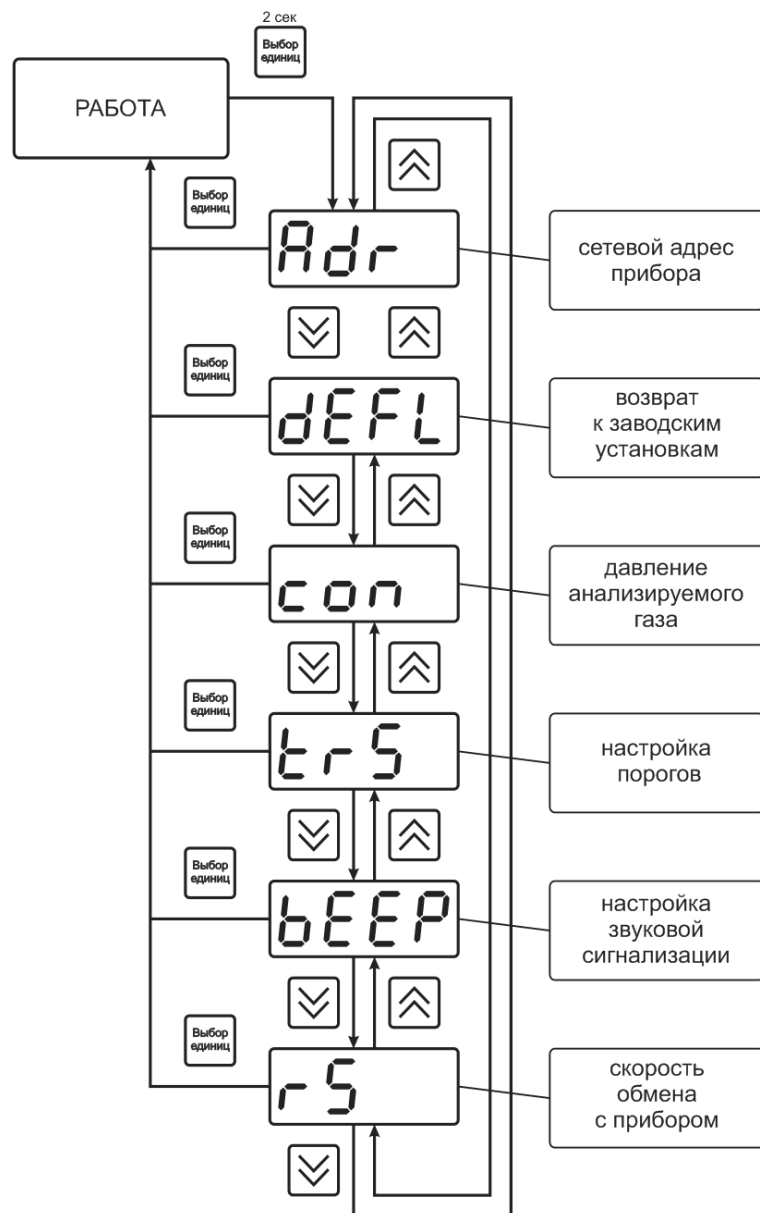 2 сек
Выбор
единиц
РАБОТА
Выбор
единиц
Adr
сетевой адрес
прибора
Выбор
единиц
dEFL
возврат
к заводским
установкам
Выбор
единиц
con
давление
анализируемого
газа
Выбор
единиц
trS
настройка
порогов
Выбор
единиц
bEEP
настройка
звуковой
сигнализации
Выбор
единиц
rS
скорость
обмена
с прибором